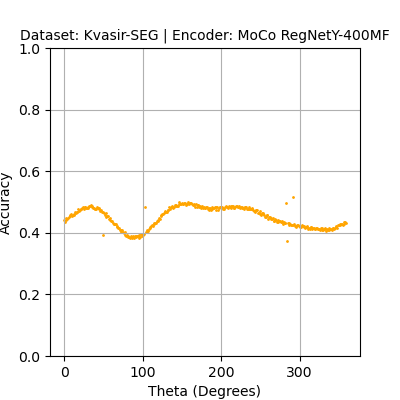 Dataset: Kvasir-SEG | Encoder: MoCo RegNetY-400MF
1.0
0.8
0.6
0.4
0.2
0.0
Accuracy
0 100 200 300
Theta (Degrees)